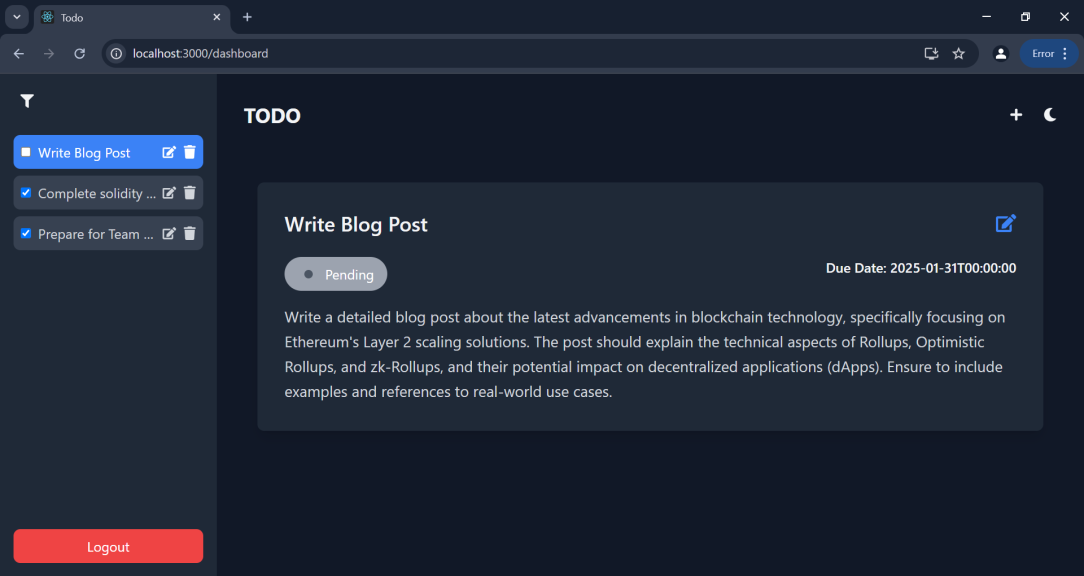 Todo
localhost:3000/dashboard
Error
TODO
Write Blog Post
Complete solidity ...
Prepare for Team ...
Write Blog Post
Pending
Due Date: 2025-01-31T00:00:00
Write a detailed blog post about the latest advancements in blockchain technology, specifically focusing on
Ethereum's Layer 2 scaling solutions. The post should explain the technical aspects of Rollups, Optimistic
Rollups, and zk-Rollups, and their potential impact on decentralized applications (dApps). Ensure to include
examples and references to real-world use cases.
Logout